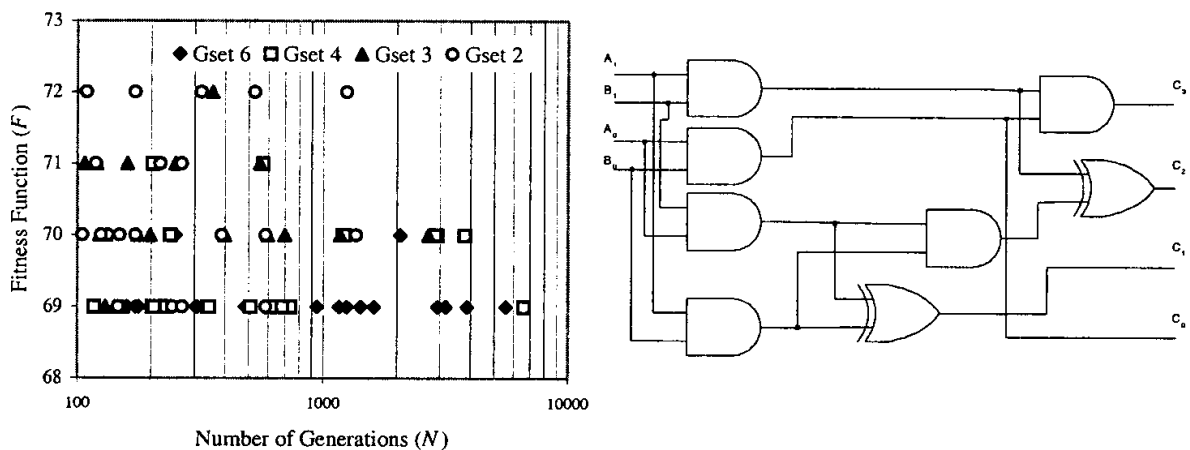 73
72
71
70
69
68
Fitness Function (F)
Gset 6 Gset 4 Gset 3 Gset 2
100 1000 10000
Number of Generations (N)
A₁
B₁
A₀
B₀
C₃
C₂
C₁
C₀